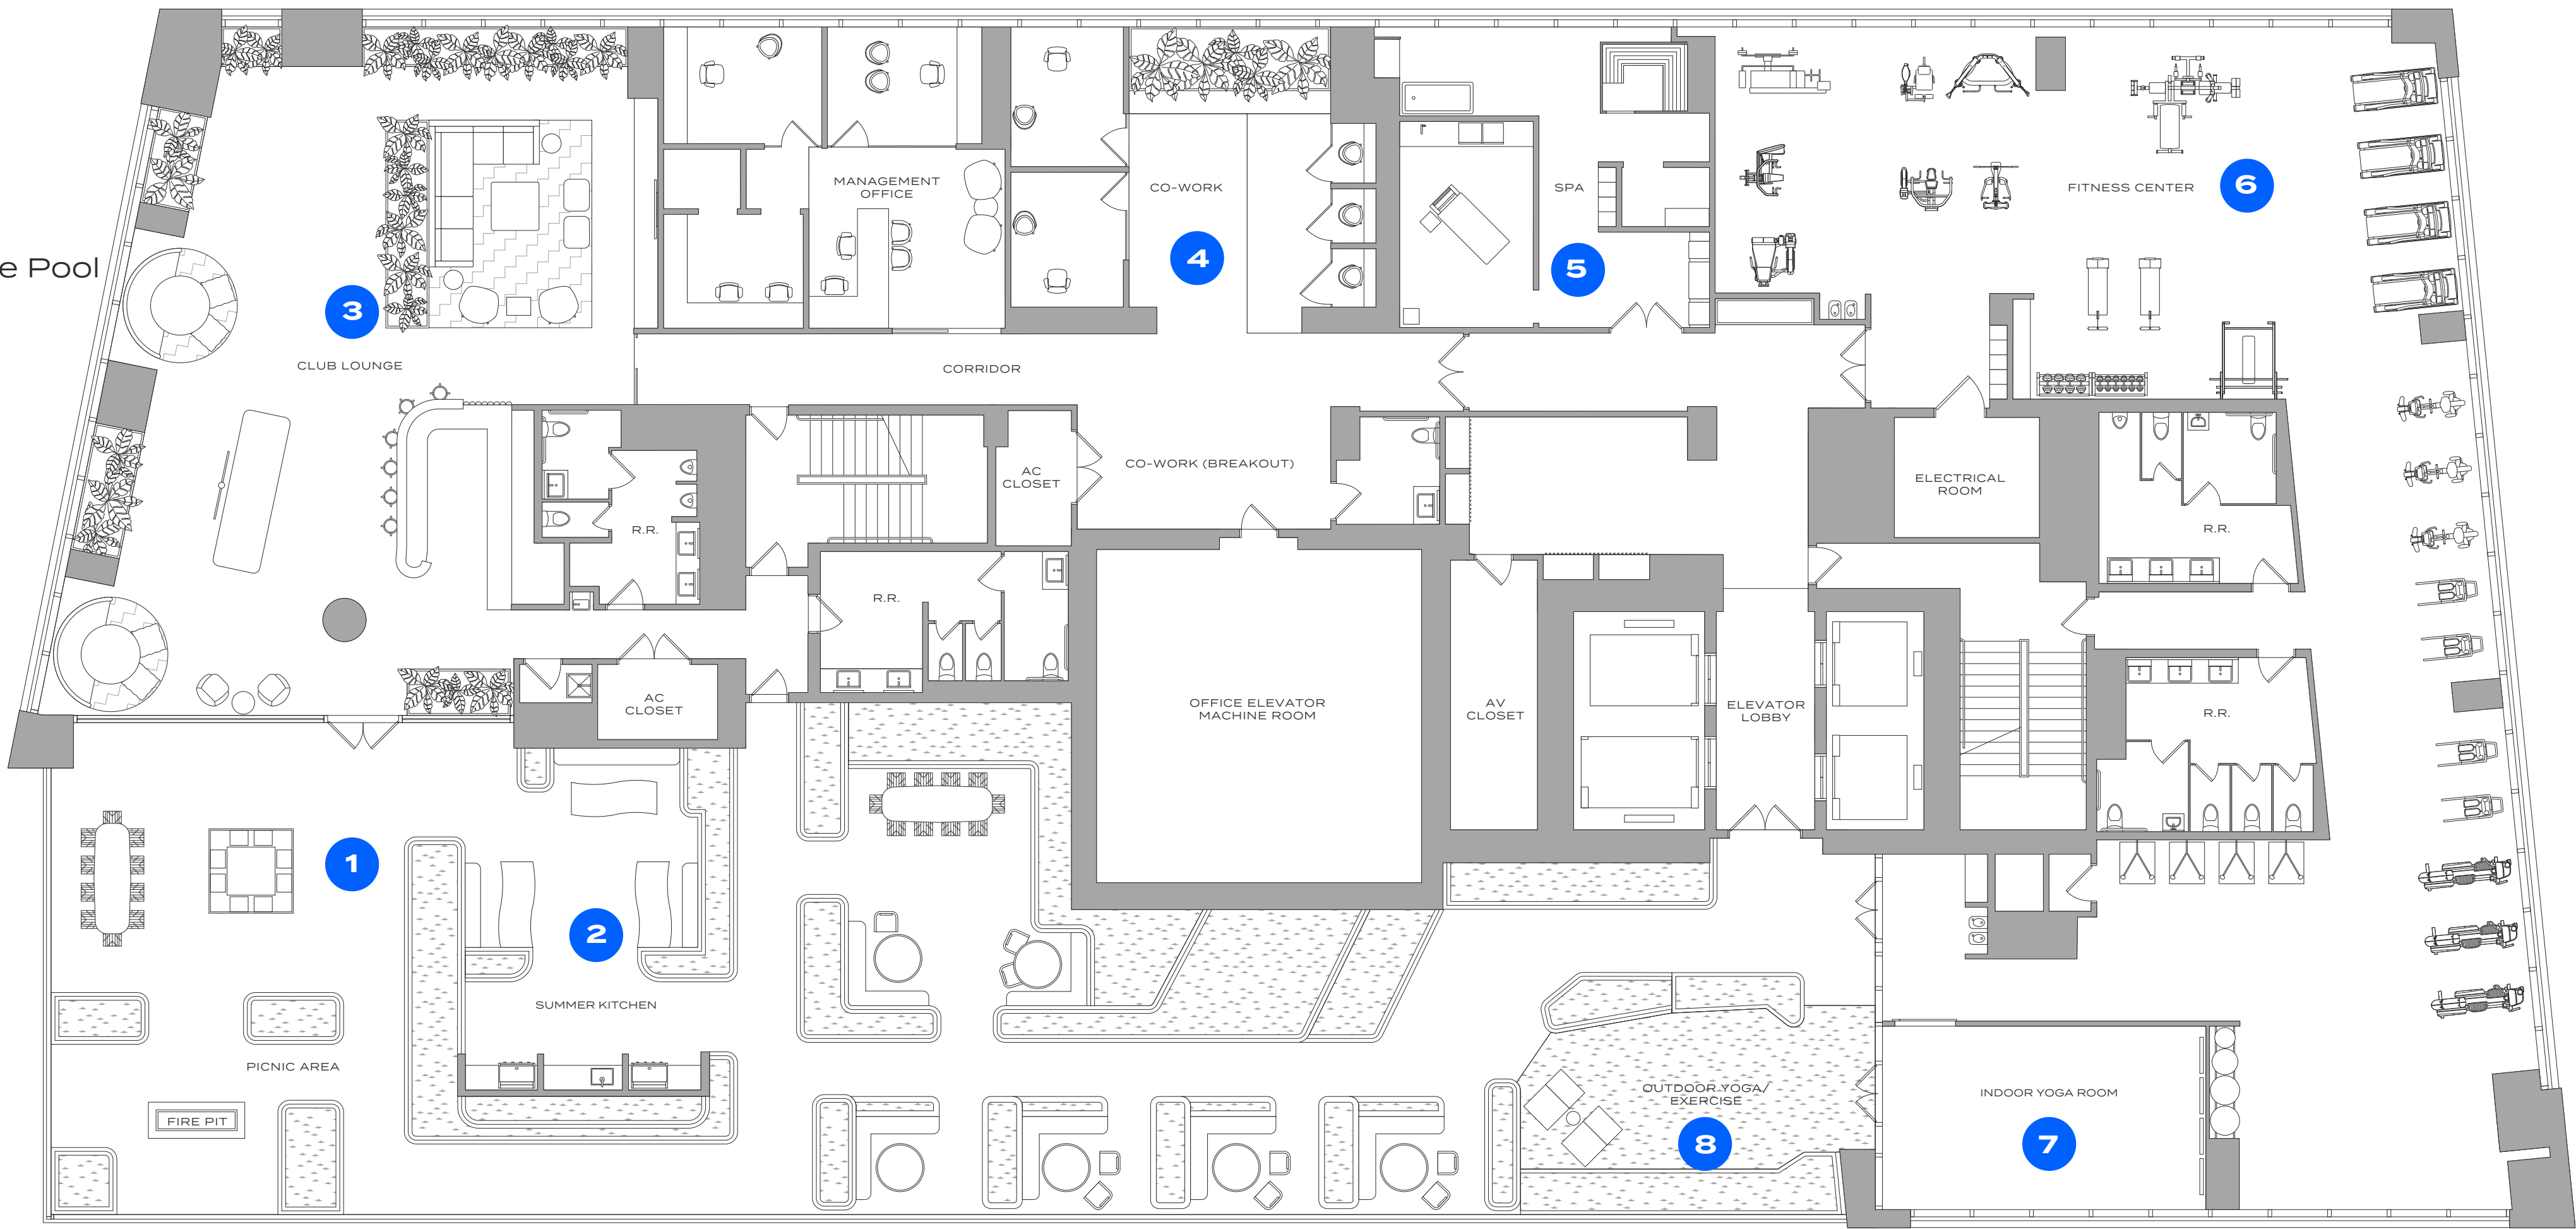 MANAGEMENT
OFFICE
CO-WORK
SPA
FITNESS CENTER
6
e Pool
3
4
5
CLUB LOUNGE
CORRIDOR
AC
CLOSET
CO-WORK (BREAKOUT)
ELECTRICAL
ROOM
R.R.
R.R.
R.R.
AC
CLOSET
OFFICE ELEVATOR
MACHINE ROOM
AV
CLOSET
ELEVATOR
LOBBY
R.R.
1
2
SUMMER KITCHEN
PICNIC AREA
FIRE PIT
OUTDOOR YOGA/
EXERCISE
8
INDOOR YOGA ROOM
7